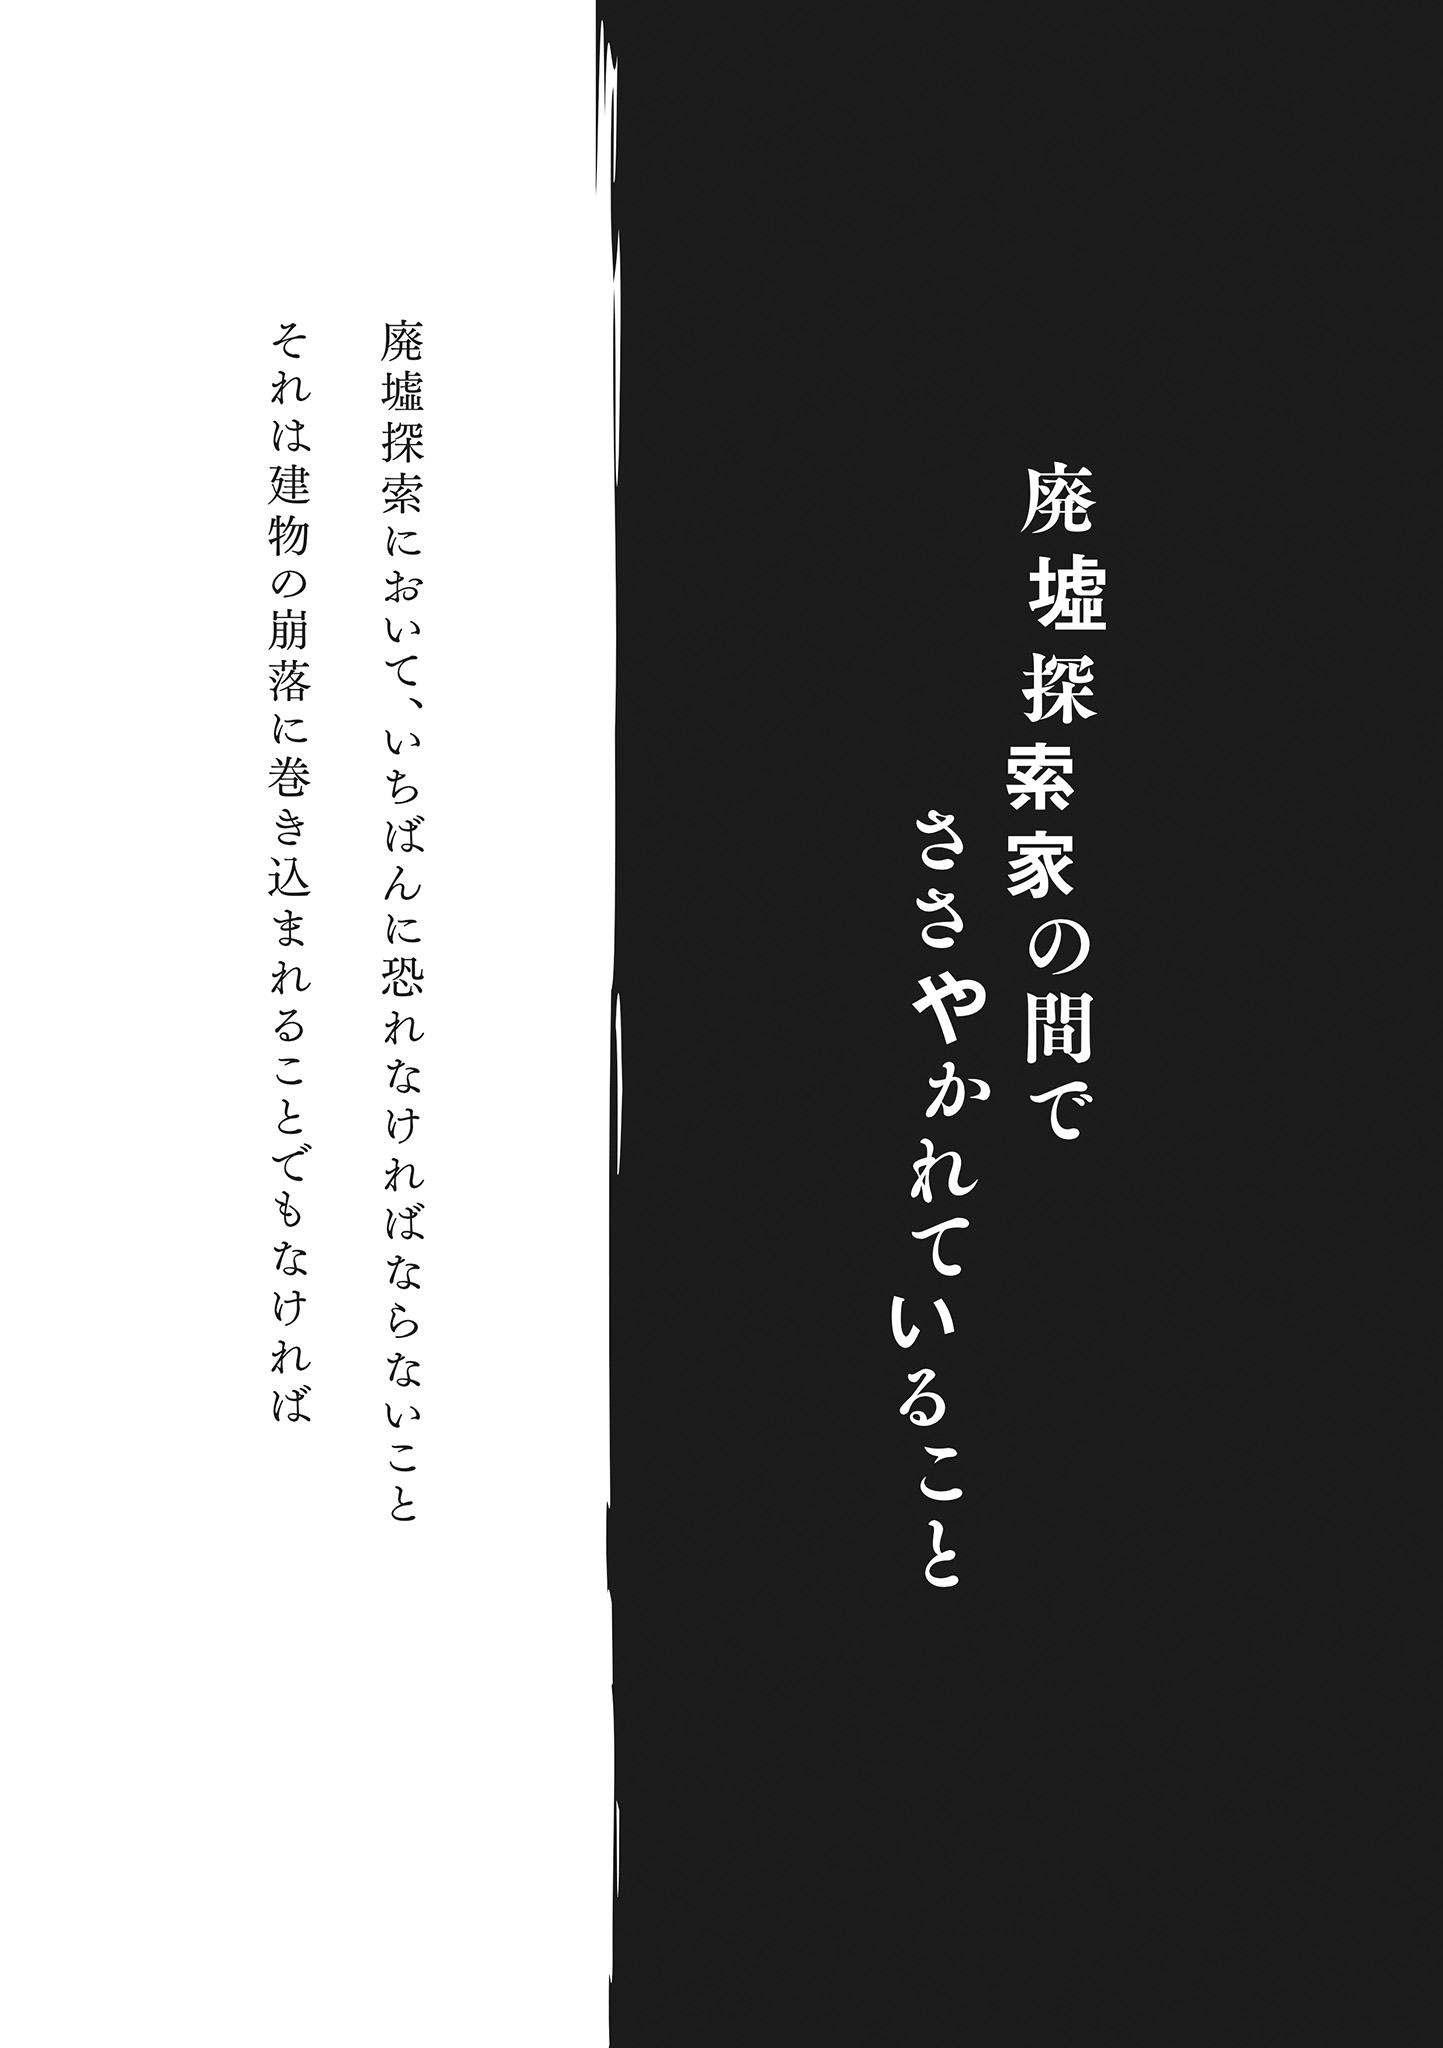 廃墟探索家の間で
ささやかれていること
廃墟探索において、いちばんに恐れなければならないこと
それは建物の崩落に巻き込まれることでもなければ